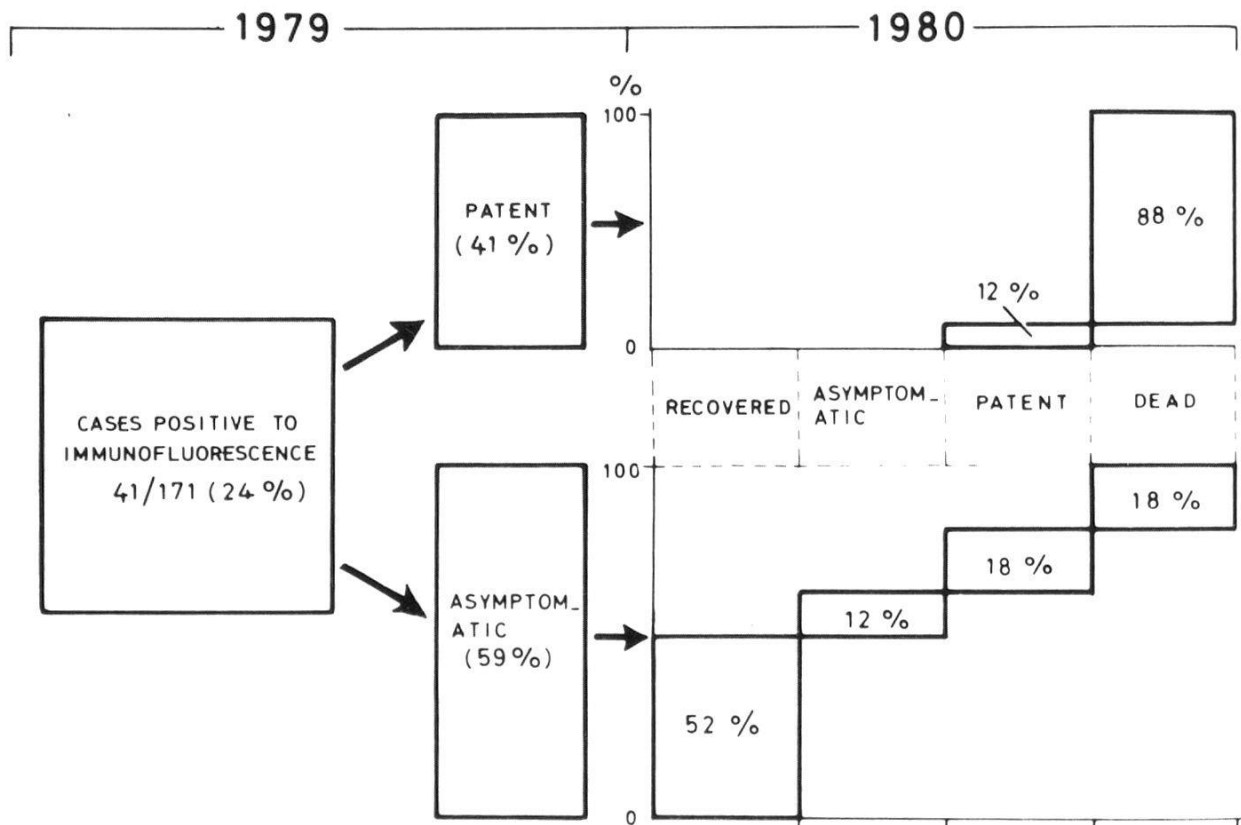 1979
1980
%
100
PATENT
(41 %)
88 %
12 %
0
CASES POSITIVE TO
IMMUNOFLUORESCENCE
41/171 (24 %)
RECOVERED
ASYMPTOM_
ATIC
PATENT
DEAD
100
18 %
18 %
ASYMPTOM_
ATIC
(59%)
12 %
52 %
0